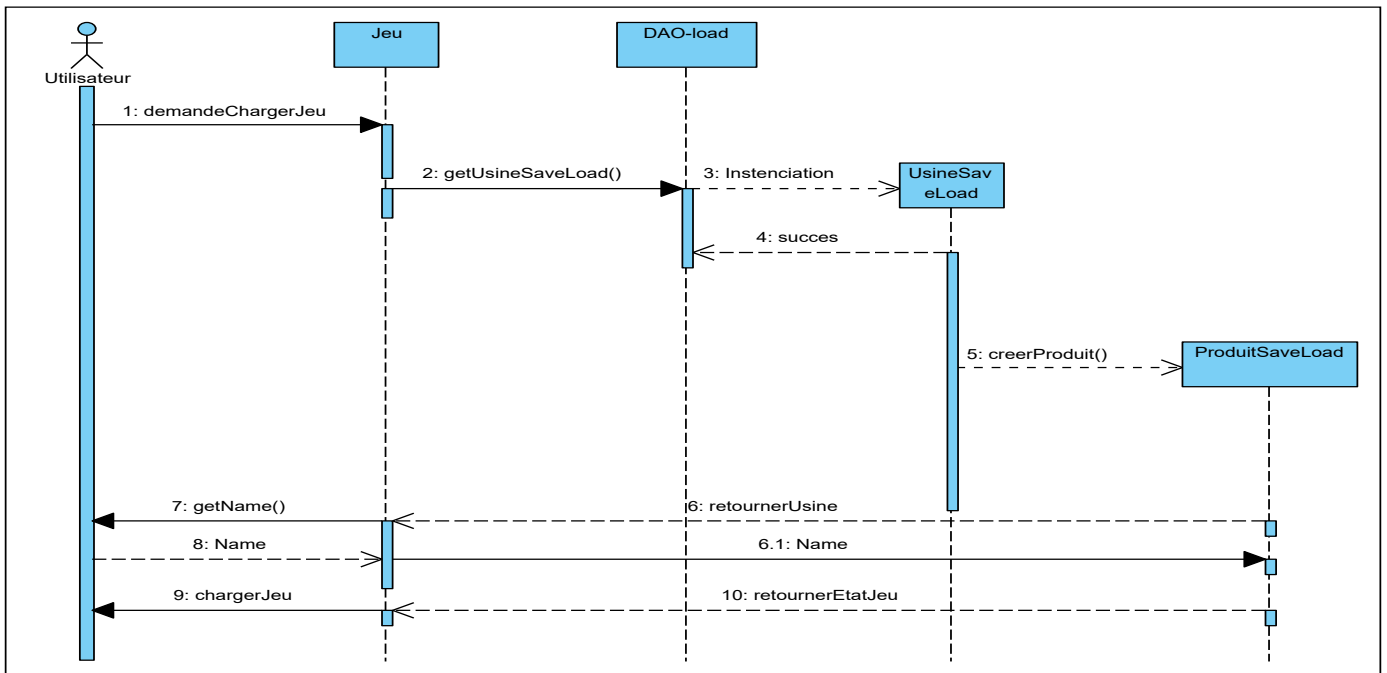 Jeu
DAO-load
Utilisateur
1: demandeChargerJeu
2: getUsineSaveLoad()
3: Instenciation
UsineSav
eLoad
4: succes
5: creerProduit()
ProduitSaveLoad
7: getName()
6: retournerUsine
8: Name
6.1: Name
9: chargerJeu
10: retournerEtatJeu